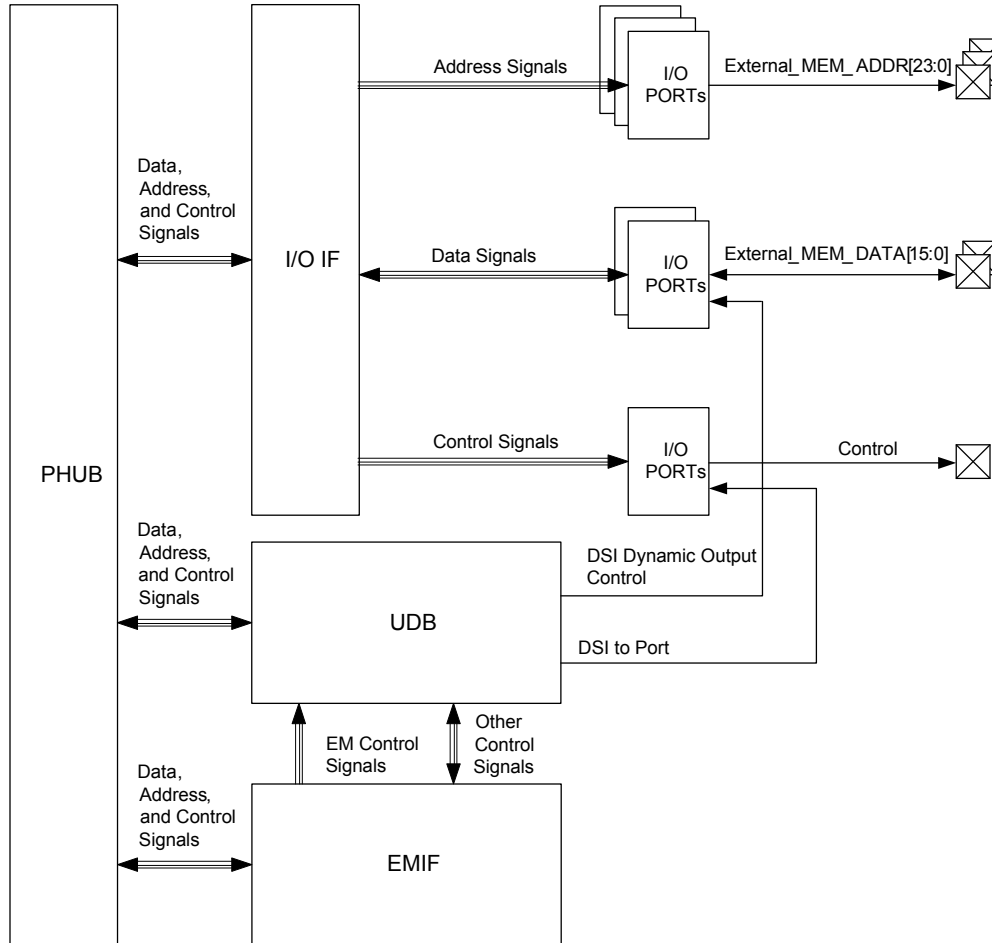 Address Signals
I/O
PORTs
External_MEM_ADDR[23:0]
Data,
Address,
and Control
Signals
I/O IF
Data Signals
I/O
PORTs
External_MEM_DATA[15:0]
Control Signals
I/O
PORTs
Control
PHUB
Data,
Address,
and Control
Signals
UDB
DSI Dynamic Output
Control
DSI to Port
EM Control
Signals
Other
Control
Signals
Data,
Address,
and Control
Signals
EMIF